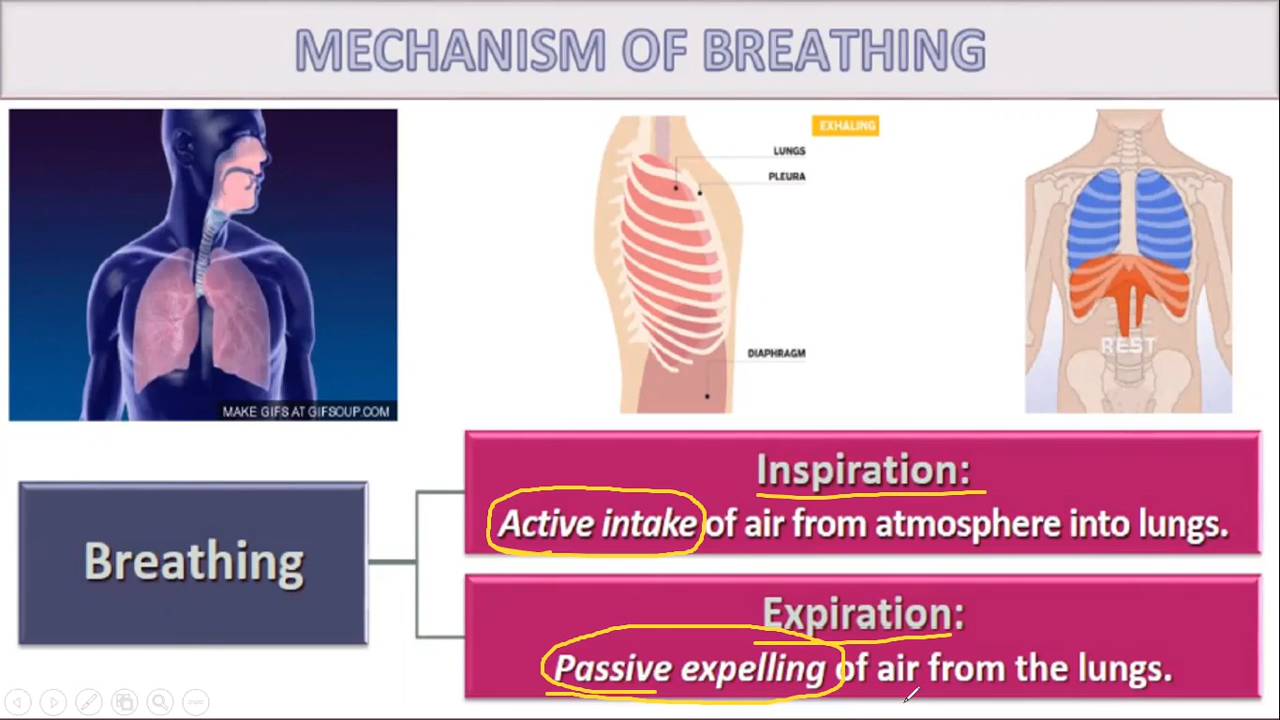 MECHANISM OF BREATHING
MAKE GIFS AT GIFSOUP.COM
EXHALING
LUNGS
PLEURA
DIAPHRAGM
REST
Breathing
Inspiration:
Active intake of air from atmosphere into lungs.
Expiration:
Passive expelling of air from the lungs.